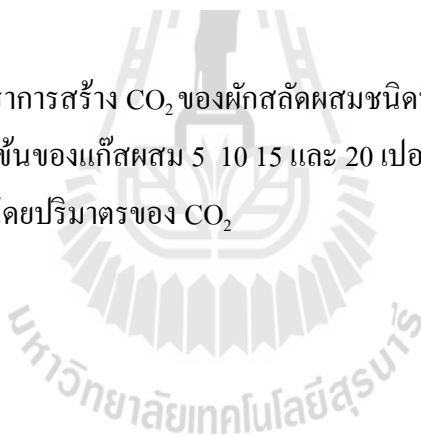 ราการสร้าง CO₂ ของผักสลัดผสมชนิด
ข้นของแก๊สผสม 5 10 15 และ 20 เปอ
โดยปริมาตรของ CO₂
มหาวิทยาลัยเทคโนโลยีสุรนารี